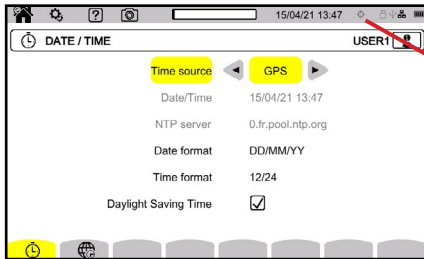 15/04/21 13:47
DATE / TIME USER1
Time source GPS
Date/Time 15/04/21 13:47
NTP server 0.fr.pool.ntp.org
Date format DD/MM/YY
Time format 12/24
Daylight Saving Time